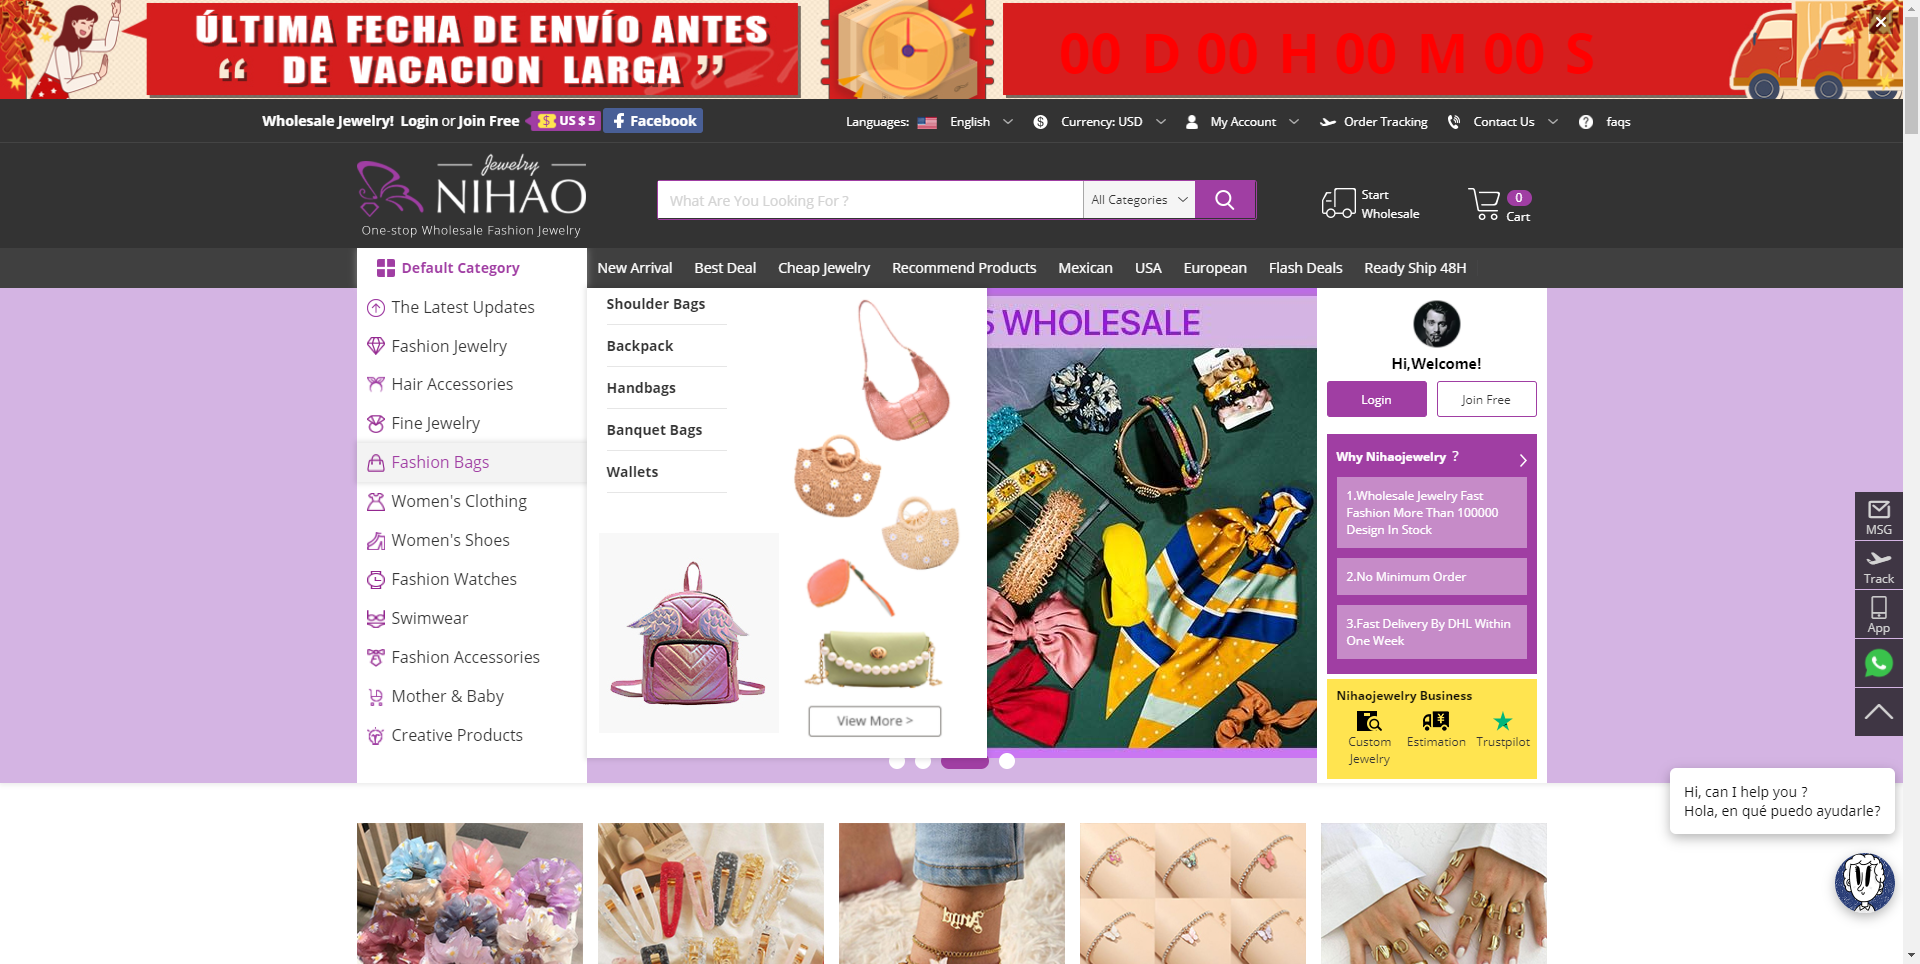 ÚLTIMA FECHA DE ENVÍO ANTES
“ DE VACACION LARGA ”
00 D 00 H 00 M 00 S
Wholesale Jewelry! Login or Join Free
$ US $ 5
Facebook
Languages: English
Currency: USD
My Account
Order Tracking
Contact Us
faqs
Jewelry
NIHAO
One-stop Wholesale Fashion Jewelry
What Are You Looking For ?
All Categories
Start
Wholesale
0
Cart
Default Category
New Arrival
Best Deal
Cheap Jewelry
Recommend Products
Mexican
USA
European
Flash Deals
Ready Ship 48H
The Latest Updates
Fashion Jewelry
Hair Accessories
Fine Jewelry
Fashion Bags
Women's Clothing
Women's Shoes
Fashion Watches
Swimwear
Fashion Accessories
Mother & Baby
Creative Products
Shoulder Bags
Backpack
Handbags
Banquet Bags
Wallets
View More >
S WHOLESALE
Hi,Welcome!
Login
Join Free
Why Nihaojewelry ?
1.Wholesale Jewelry Fast
Fashion More Than 100000
Design In Stock
2.No Minimum Order
3.Fast Delivery By DHL Within
One Week
Nihaojewelry Business
Custom
Jewelry
Estimation
Trustpilot
MSG
Track
App
Hi, can I help you ?
Hola, en qué puedo ayudarle?